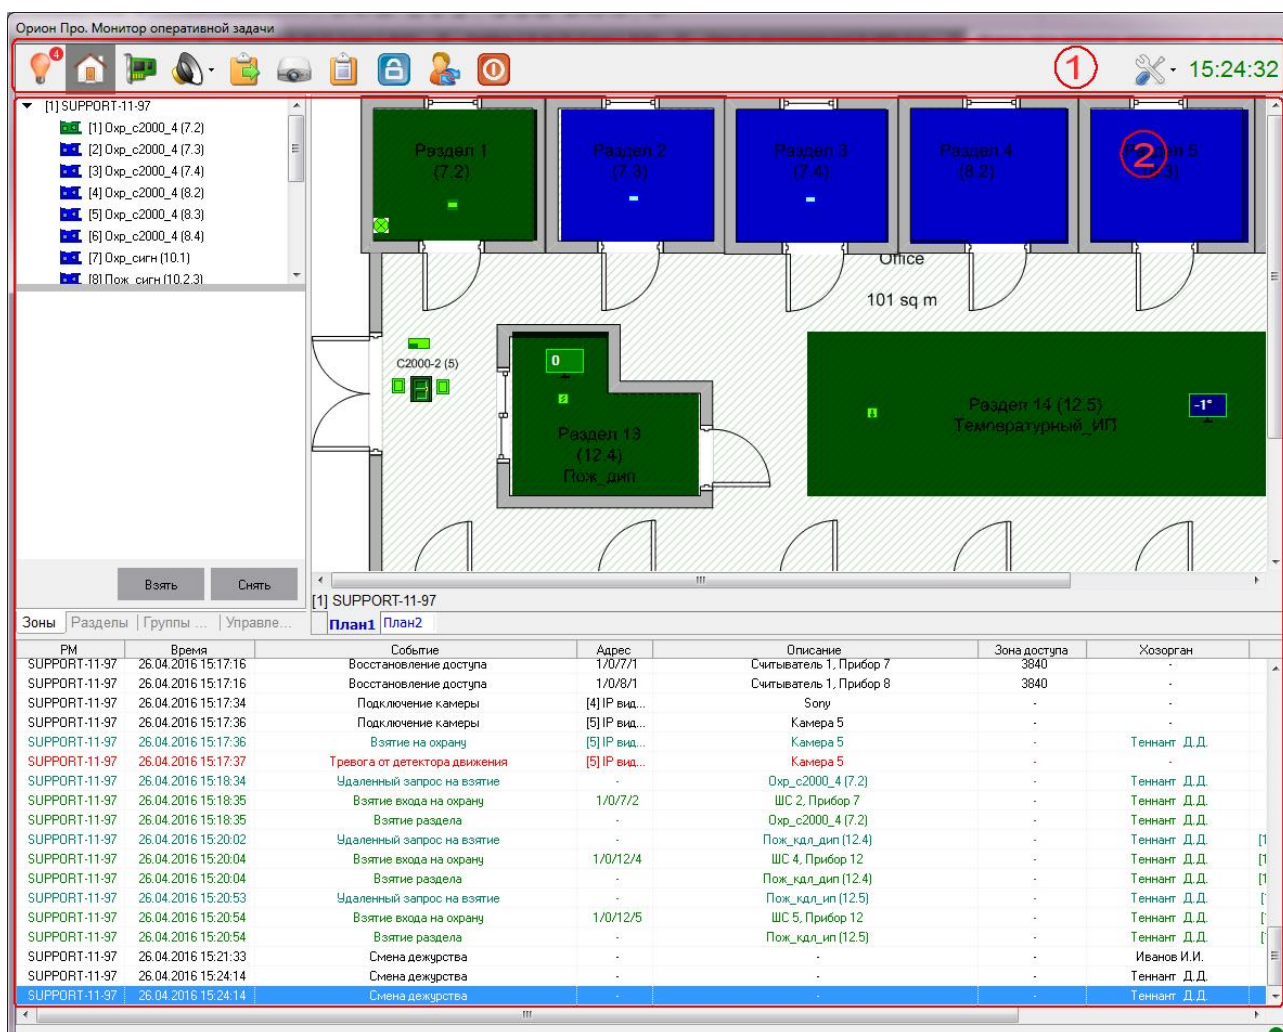 Орион Про. Монитор оперативной задачи
4
1
15:24:32
[1] SUPPORT-11-97
[1] Охр_с2000_4 (7.2)
[2] Охр_с2000_4 (7.3)
[3] Охр_с2000_4 (7.4)
[4] Охр_с2000_4 (8.2)
[5] Охр_с2000_4 (8.3)
[6] Охр_с2000_4 (8.4)
[7] Охр_сигн (10.1)
[8] Пож_сигн (10.2,3)
Раздел 1
(7.2)
Раздел 2
(7.3)
Раздел 3
(7.4)
Раздел 4
(8.2)
Раздел 5
2
Office
101 sq m
C2000-2 (5)
0
Раздел 13
(12.4)
Пож_дип
Раздел 14 (12.5)
Температурный_ИП
-1°
Взять Снять
[1] SUPPORT-11-97
Зоны Разделы Группы ... Управле...
План1 План2
РМ Время Событие Адрес Описание Зона доступа Хозорган
SUPPORT-11-97 26.04.2016 15:17:16 Восстановление доступа 1/0/7/1 Считыватель 1, Прибор 7 3840 -
SUPPORT-11-97 26.04.2016 15:17:16 Восстановление доступа 1/0/8/1 Считыватель 1, Прибор 8 3840 -
SUPPORT-11-97 26.04.2016 15:17:34 Подключение камеры [4] IP вид... Sony - -
SUPPORT-11-97 26.04.2016 15:17:36 Подключение камеры [5] IP вид... Камера 5 - -
SUPPORT-11-97 26.04.2016 15:17:36 Взятие на охрану [5] IP вид... Камера 5 - Теннант Д.Д.
SUPPORT-11-97 26.04.2016 15:17:37 Тревога от детектора движения [5] IP вид... Камера 5 - -
SUPPORT-11-97 26.04.2016 15:18:34 Удаленный запрос на взятие - Охр_с2000_4 (7.2) - Теннант Д.Д.
SUPPORT-11-97 26.04.2016 15:18:35 Взятие входа на охрану 1/0/7/2 ШС 2, Прибор 7 - Теннант Д.Д.
SUPPORT-11-97 26.04.2016 15:18:35 Взятие раздела - Охр_с2000_4 (7.2) - Теннант Д.Д.
SUPPORT-11-97 26.04.2016 15:20:02 Удаленный запрос на взятие - Пож_кдл_дип (12.4) - Теннант Д.Д. [1
SUPPORT-11-97 26.04.2016 15:20:04 Взятие входа на охрану 1/0/12/4 ШС 4, Прибор 12 - Теннант Д.Д. [1
SUPPORT-11-97 26.04.2016 15:20:04 Взятие раздела - Пож_кдл_дип (12.4) - Теннант Д.Д. [1
SUPPORT-11-97 26.04.2016 15:20:53 Удаленный запрос на взятие - Пож_кдл_ип (12.5) - Теннант Д.Д. [
SUPPORT-11-97 26.04.2016 15:20:54 Взятие входа на охрану 1/0/12/5 ШС 5, Прибор 12 - Теннант Д.Д. [
SUPPORT-11-97 26.04.2016 15:20:54 Взятие раздела - Пож_кдл_ип (12.5) - Теннант Д.Д. [
SUPPORT-11-97 26.04.2016 15:21:33 Смена дежурства - - - Иванов И.И.
SUPPORT-11-97 26.04.2016 15:24:14 Смена дежурства - - - Теннант Д.Д.
SUPPORT-11-97 26.04.2016 15:24:14 Смена дежурства - - - Теннант Д.Д.